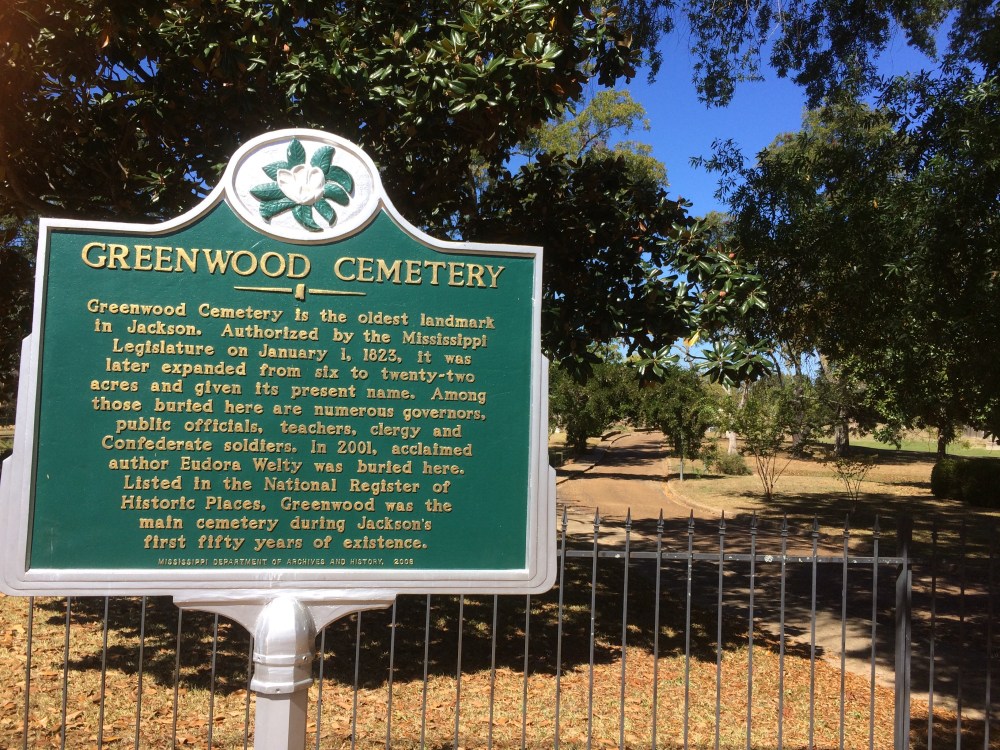 GREENWOOD CEMETERY
Greenwood Cemetery is the oldest landmark
in Jackson. Authorized by the Mississippi
Legislature on January 1, 1823, it was
later expanded from six to twenty-two
acres and given its present name. Among
those buried here are numerous governors,
public officials, teachers, clergy and
Confederate soldiers. In 2001, acclaimed
author Eudora Welty was buried here.
Listed in the National Register of
Historic Places, Greenwood was the
main cemetery during Jackson's
first fifty years of existence.
MISSISSIPPI DEPARTMENT OF ARCHIVES AND HISTORY, 2008